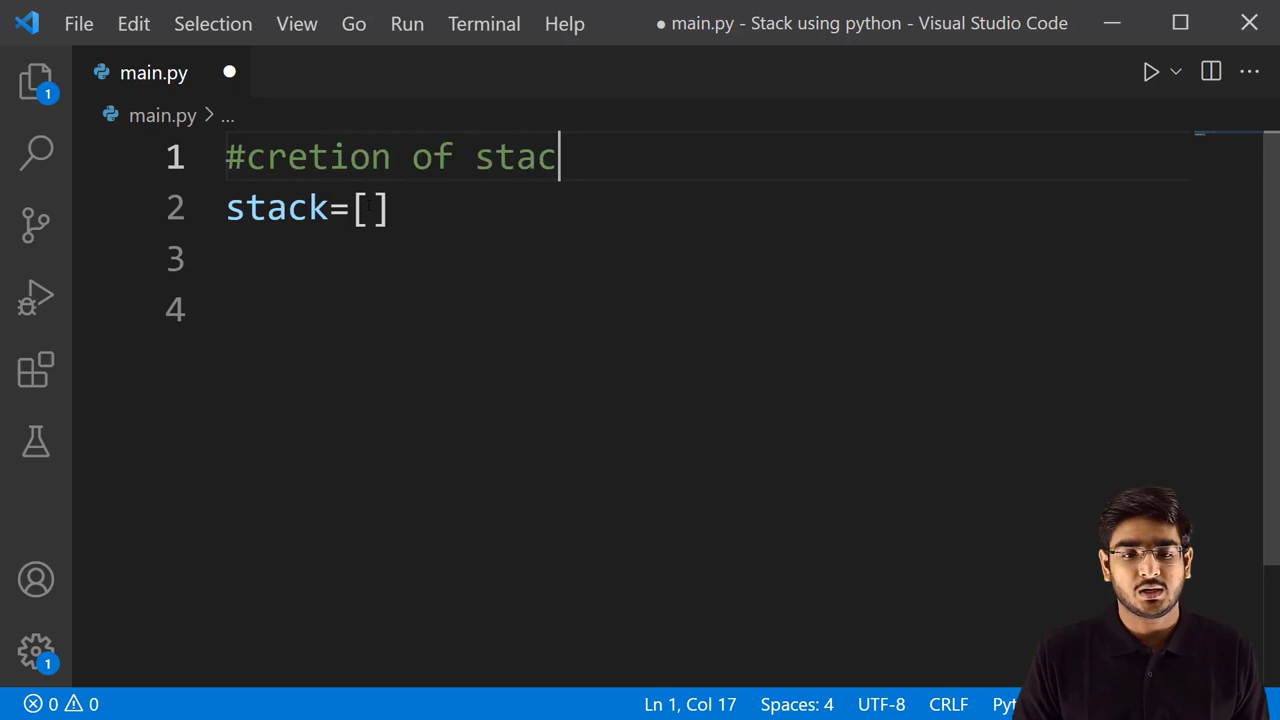 File Edit Selection View Go Run Terminal Help ● main.py - Stack using python - Visual Studio Code
main.py
main.py > ...
1 #cretion of stac
2 stack=[]
3
4
1
1
0 0 Ln 1, Col 17 Spaces: 4 UTF-8 CRLF